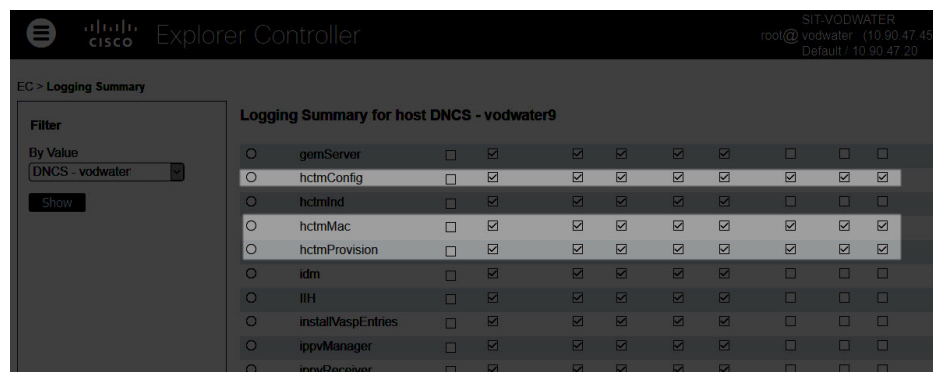 SIT-VODWATER
CISCO Explorer Controller
root@ vodwater (10.90.47.45
Default / 10.90.47.20
EC > Logging Summary
Filter
Logging Summary for host DNCS - vodwater9
By Value
DNCS - vodwater
Show
gemServer
hctmConfig
hctmInd
hctmMac
hctmProvision
idm
IIH
installVaspEntries
ippvManager
ippvReceiver